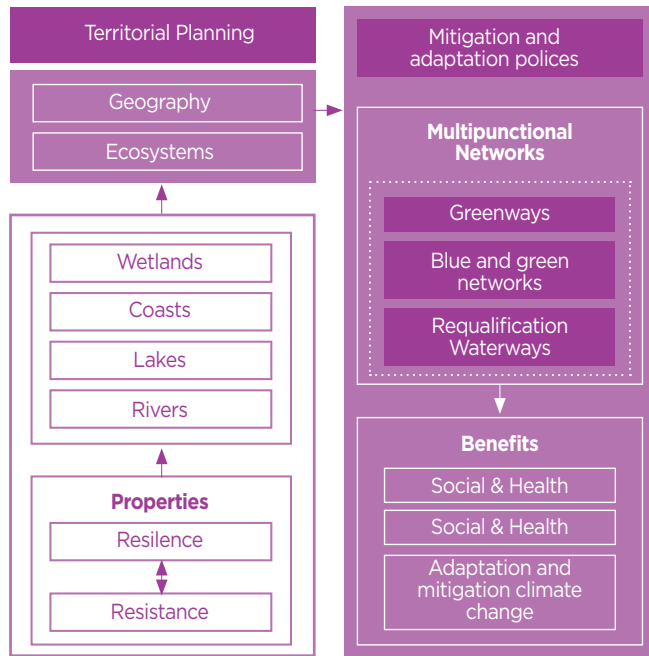 Territorial Planning
Geography
Ecosystems
Wetlands
Coasts
Lakes
Rivers
Properties
Resilence
Resistance
Mitigation and
adaptation polices
Multipunctional
Networks
Greenways
Blue and green
networks
Requalification
Waterways
Benefits
Social & Health
Social & Health
Adaptation and
mitigation climate
change